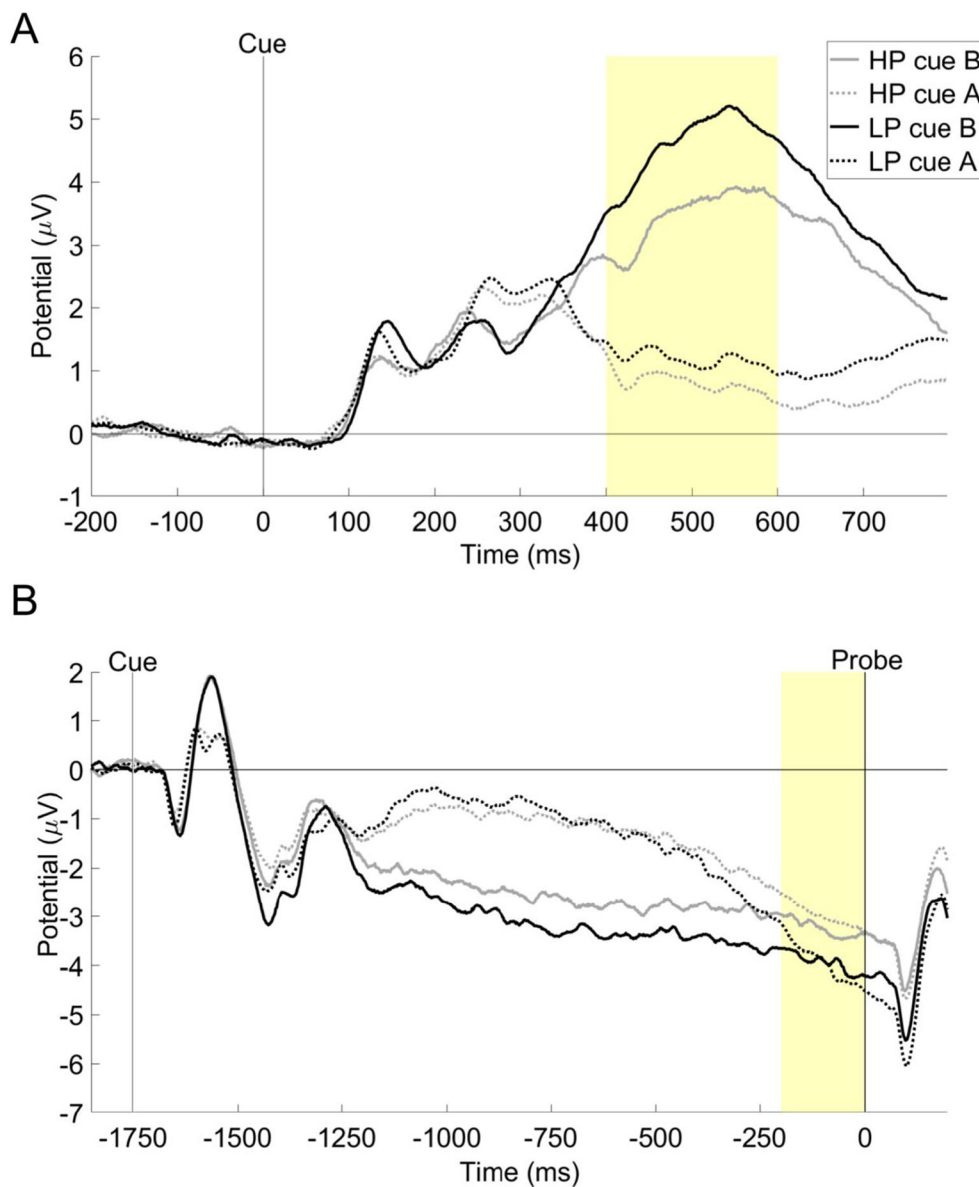 A
Cue
6
5
4
3
2
1
0
-1
Potential (μV)
HP cue B
HP cue A
LP cue B
LP cue A
-200 -100 0 100 200 300 400 500 600 700
Time (ms)
B
Cue
Probe
2
1
0
-1
-2
-3
-4
-5
-6
-7
Potential (μV)
-1750 -1500 -1250 -1000 -750 -500 -250 0
Time (ms)